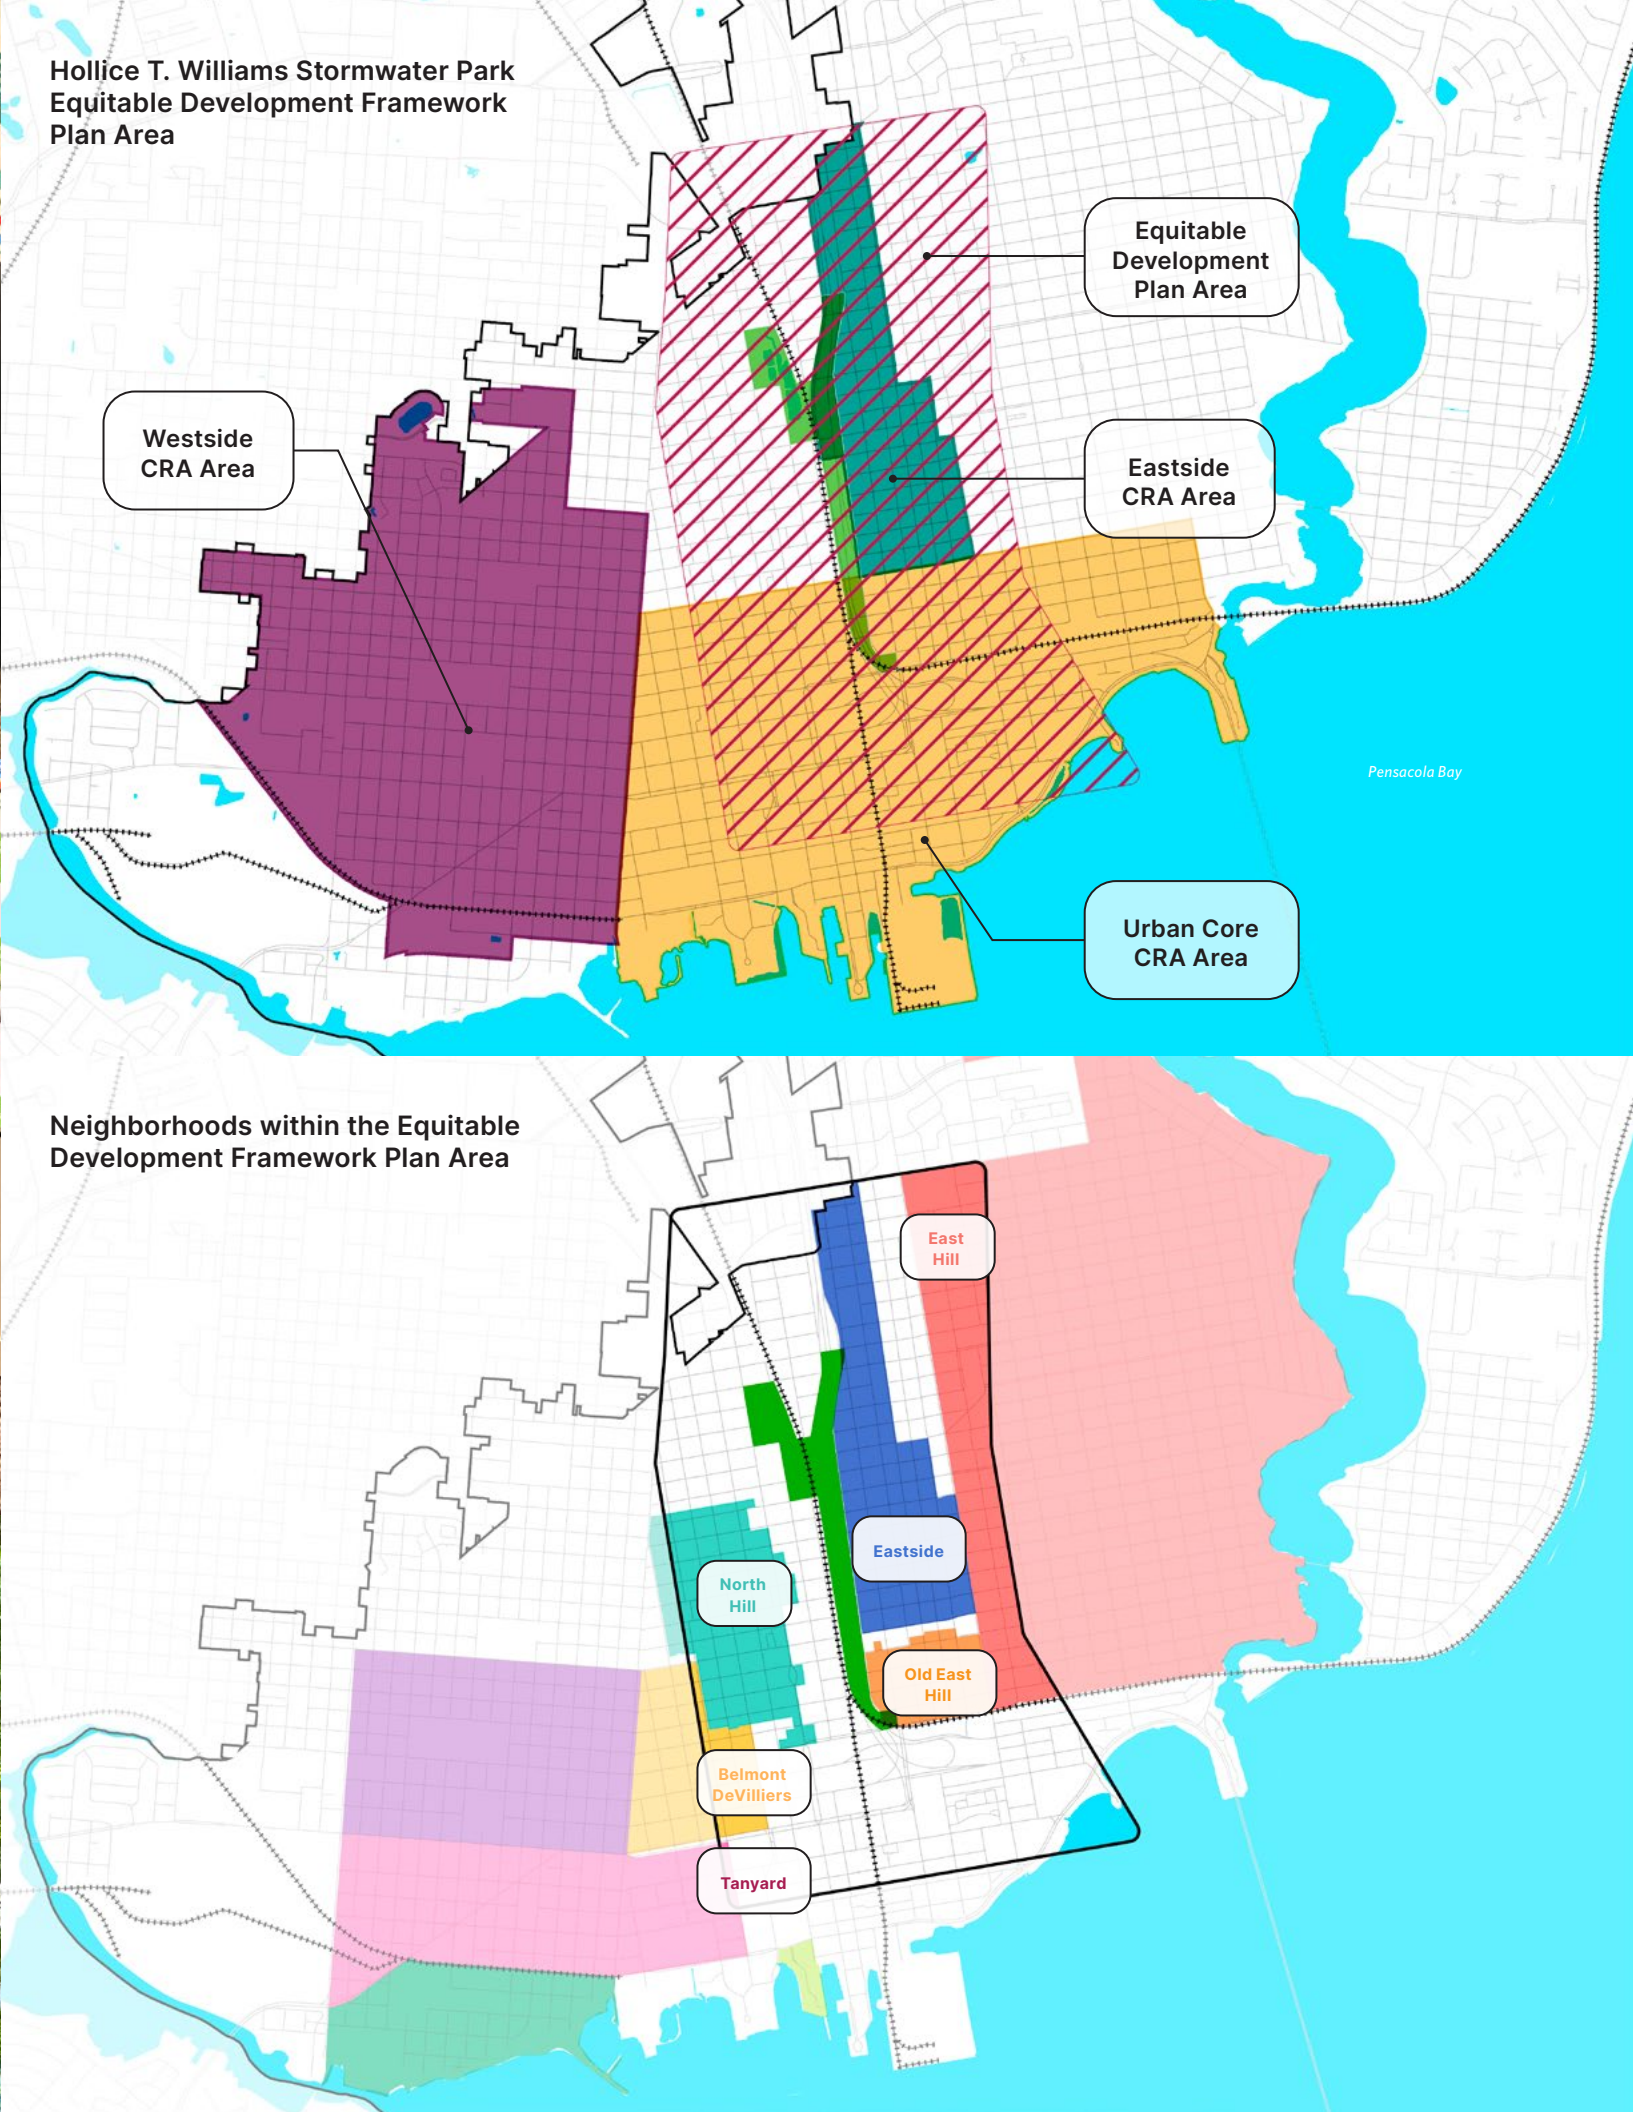 Hollice T. Williams Stormwater Park
Equitable Development Framework
Plan Area
Equitable
Development
Plan Area
Westside
CRA Area
Eastside
CRA Area
Pensacola Bay
Urban Core
CRA Area
Neighborhoods within the Equitable
Development Framework Plan Area
East
Hill
Eastside
North
Hill
Old East
Hill
Belmont
DeVilliers
Tanyard